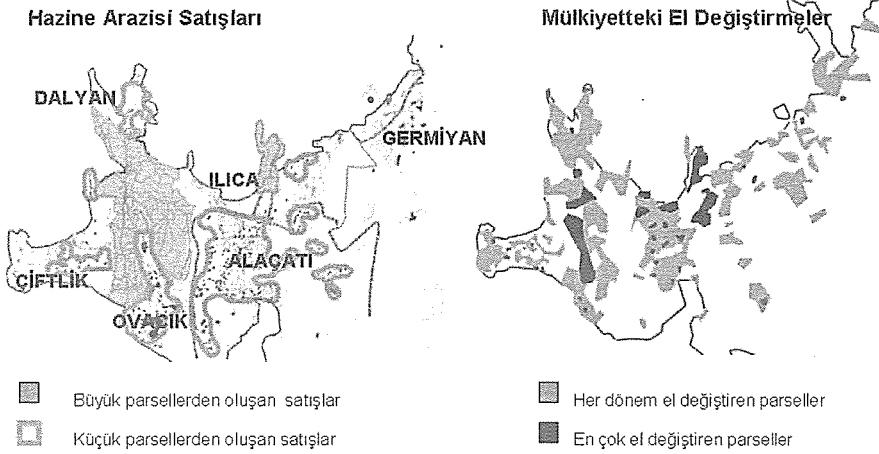 Hazine Arazisi Satışları
DALYAN
GERMİYAN
ILICA
ALAÇATI
ÇİFTLİK
OVACIK
Büyük parsellerden oluşan satışlar
Küçük parsellerden oluşan satışlar
Mülkiyetteki El Değiştirmeler
Her dönem el değiştiren parseller
En çok el değiştiren parseller